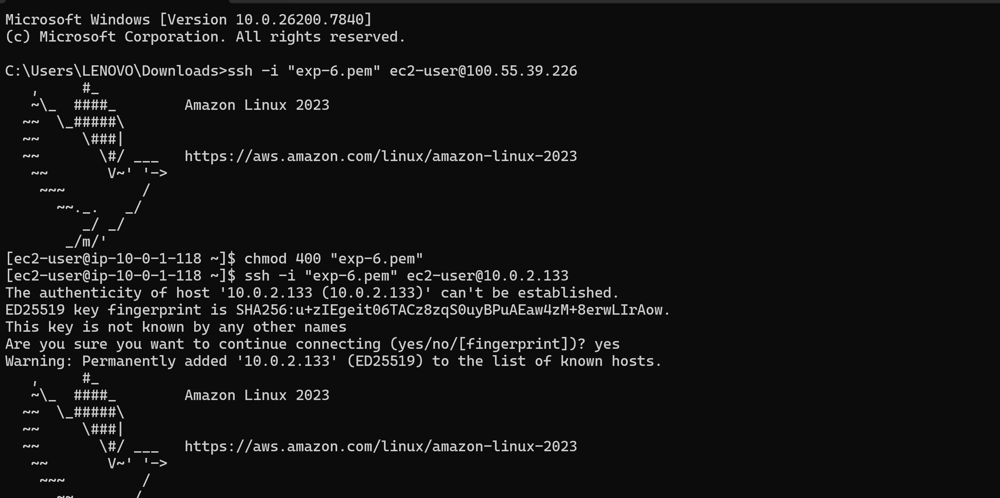 Microsoft Windows [Version 10.0.26200.7840]
(c) Microsoft Corporation. All rights reserved.

C:\Users\LENOVO\Downloads>ssh -i "exp-6.pem" ec2-user@100.55.39.226
   ,     #_
   ~\_  ####_        Amazon Linux 2023
  ~~  \_#####\
  ~~     \###|
  ~~       \#/ ___   https://aws.amazon.com/linux/amazon-linux-2023
   ~~       V~' '->
    ~~~         /
      ~~._.   _/
         _/ _/
       _/m/'
[ec2-user@ip-10-0-1-118 ~]$ chmod 400 "exp-6.pem"
[ec2-user@ip-10-0-1-118 ~]$ ssh -i "exp-6.pem" ec2-user@10.0.2.133
The authenticity of host '10.0.2.133 (10.0.2.133)' can't be established.
ED25519 key fingerprint is SHA256:u+zIEgeit06TACz8zqS0uyBPuAEaw4zM+8erwLIrAow.
This key is not known by any other names
Are you sure you want to continue connecting (yes/no/[fingerprint])? yes
Warning: Permanently added '10.0.2.133' (ED25519) to the list of known hosts.
   ,     #_
   ~\_  ####_        Amazon Linux 2023
  ~~  \_#####\
  ~~     \###|
  ~~       \#/ ___   https://aws.amazon.com/linux/amazon-linux-2023
   ~~       V~' '->
    ~~~         /
      ~~       /